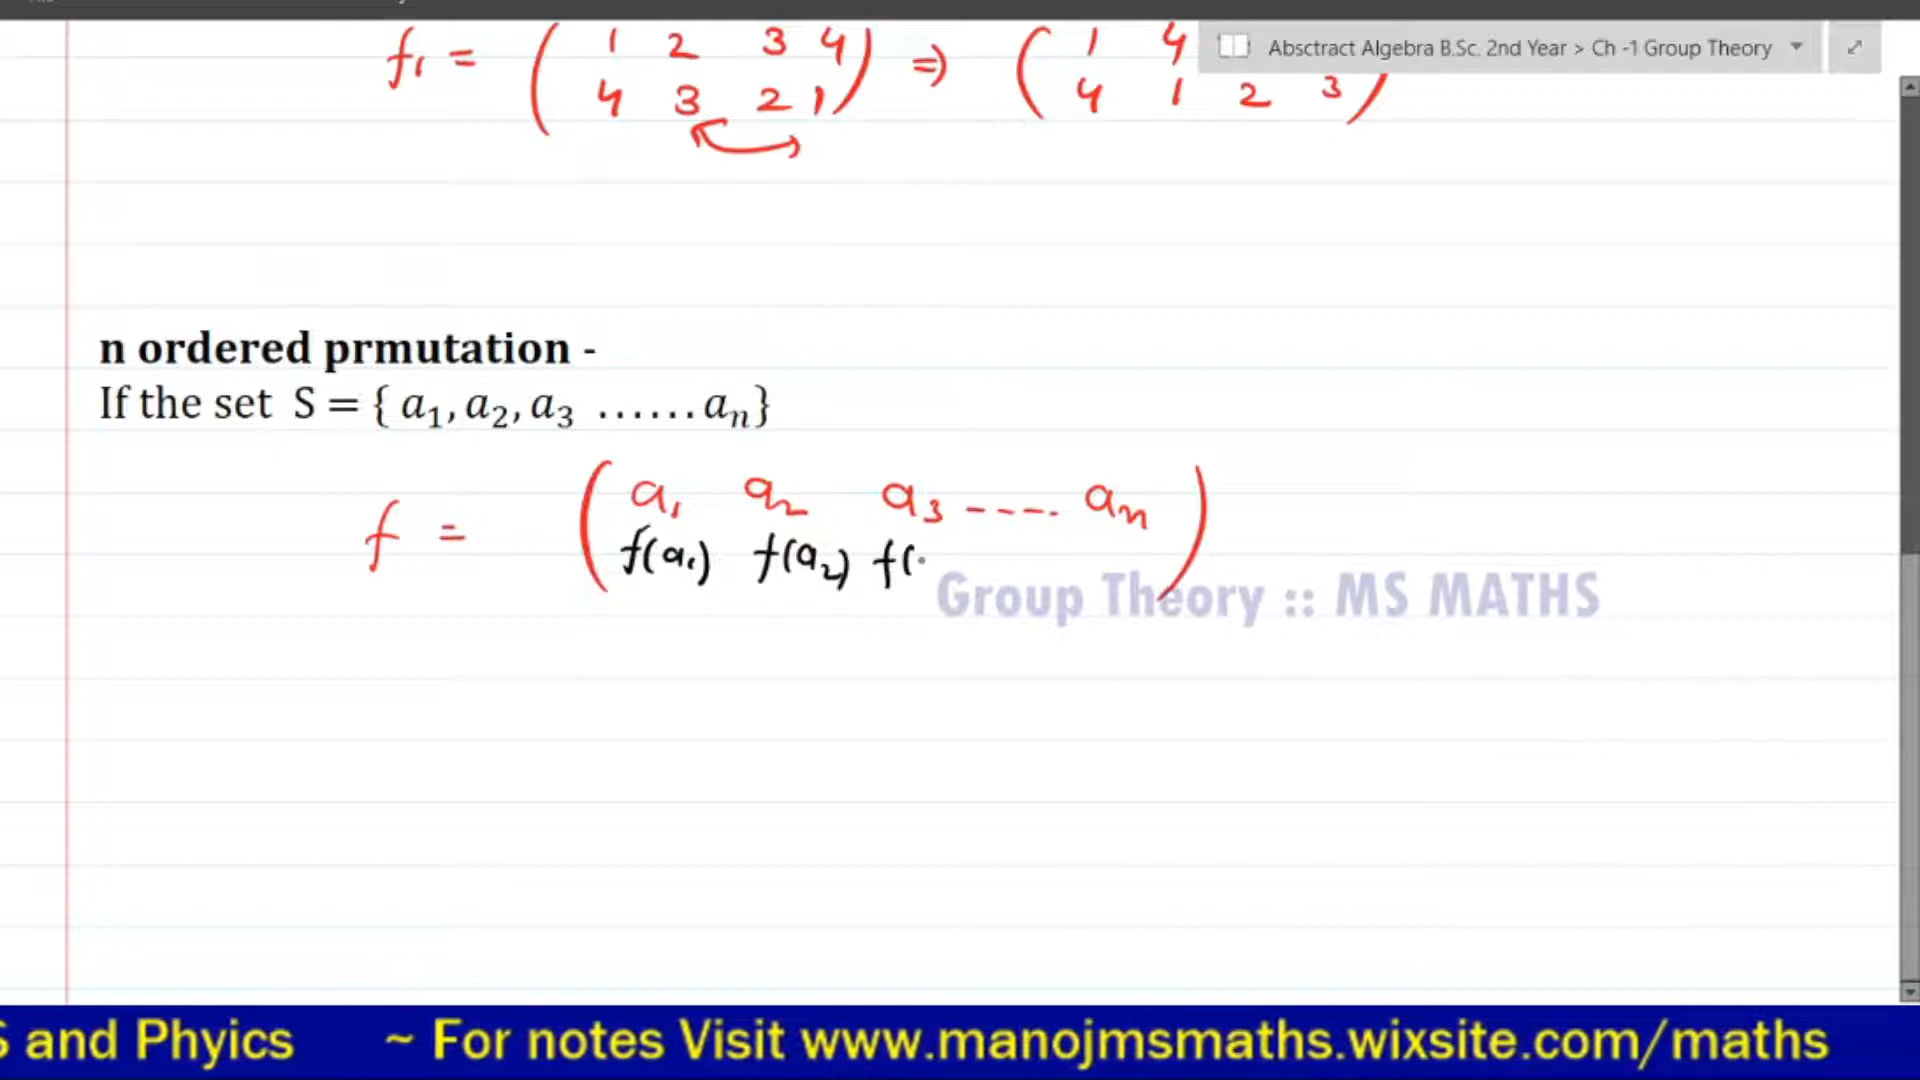 f₁ = ( 1 2 3 4 ) ⇒ ( 1 4
4 3 2 1 4 1 2 3 )
Absctract Algebra B.Sc. 2nd Year > Ch -1 Group Theory
n ordered prmutation -
If the set S = { a₁, a₂, a₃ ......aₙ}
f = ( a₁ a₂ a₃ ---- aₙ )
f(a₁) f(a₂) f(
Group Theory :: MS MATHS
and Phyics ~ For notes Visit www.manojmsmaths.wixsite.com/maths